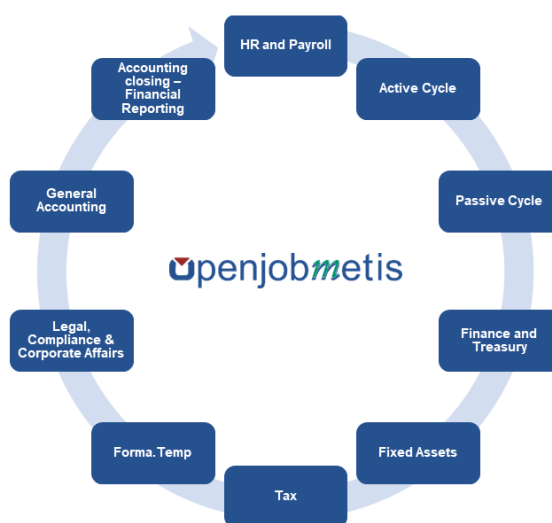 HR and Payroll
Active Cycle
Passive Cycle
Finance and
Treasury
Fixed Assets
Tax
Forma.Temp
Legal,
Compliance &
Corporate Affairs
General
Accounting
Accounting
closing –
Financial
Reporting
openjobmetis